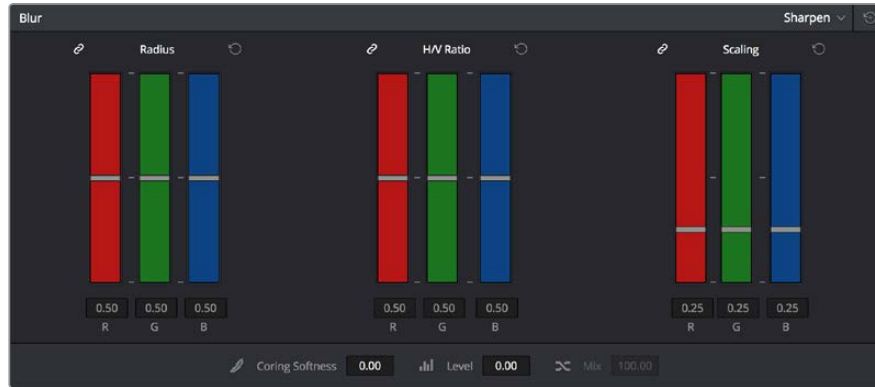 Blur Sharpen
Radius H/V Ratio Scaling
0.50 0.50 0.50 0.50 0.50 0.50 0.25 0.25 0.25
R G B R G B R G B
Coring Softness 0.00 Level 0.00 Mix 100.00